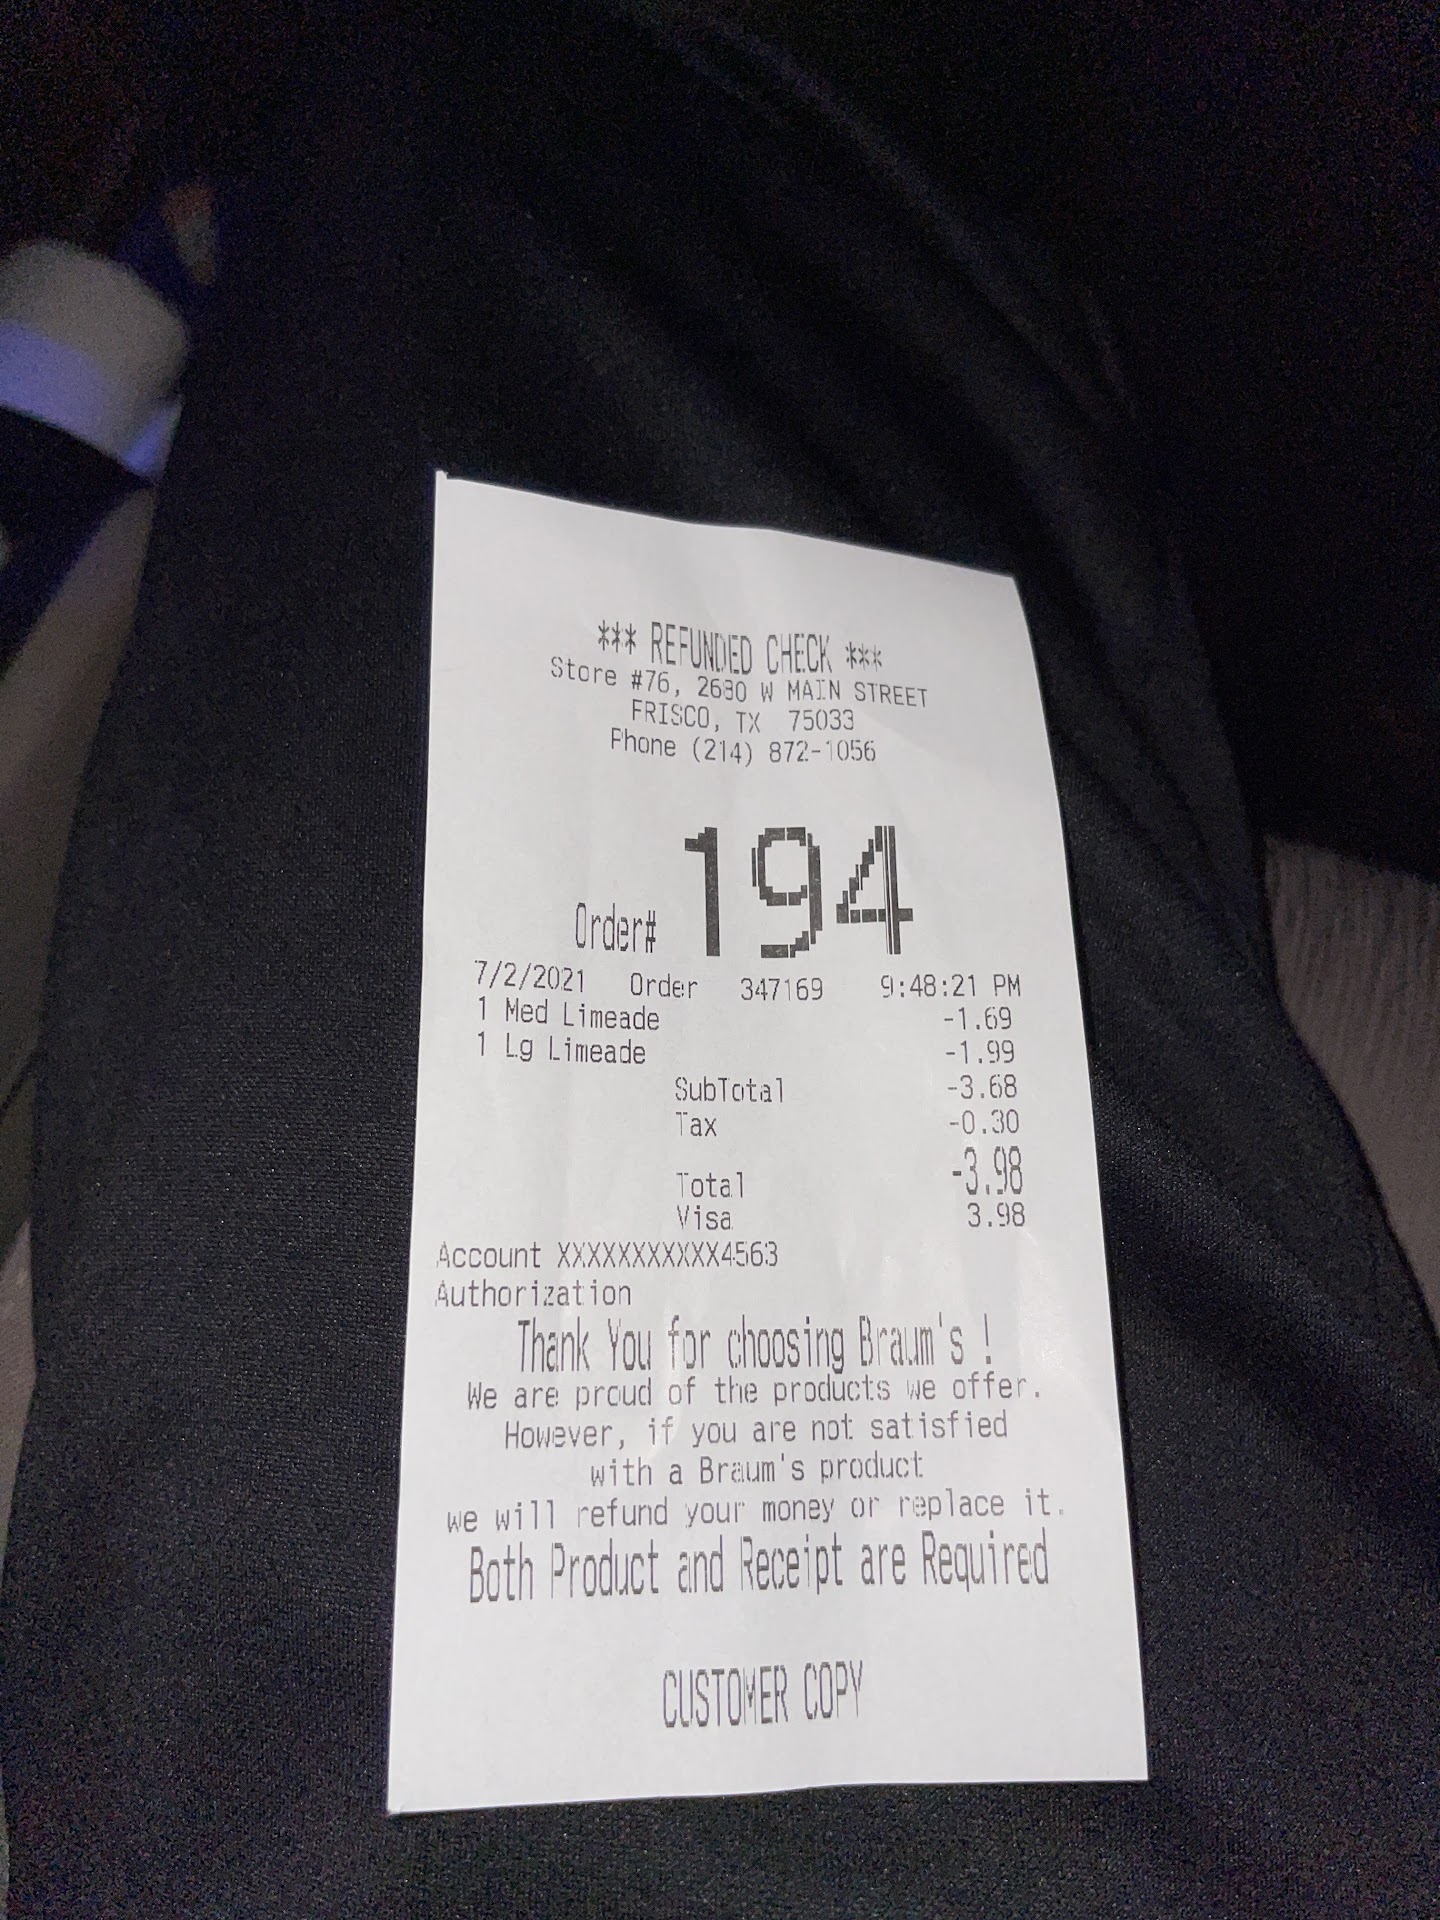 *** REFUNDED CHECK ***
Store #76, 2680 W MAIN STREET
FRISCO, TX 75033
Phone (214) 872-1056
Order# 194
7/2/2021 Order 347169 9:48:21 PM
1 Med Limeade -1.69
1 Lg Limeade -1.99
SubTotal -3.68
Tax -0.30
Total -3.98
Visa 3.98
Account XXXXXXXXXXX4563
Authorization
Thank You for choosing Braum's !
We are proud of the products we offer.
However, if you are not satisfied
with a Braum's product
we will refund your money or replace it.
Both Product and Receipt are Required
CUSTOMER COPY